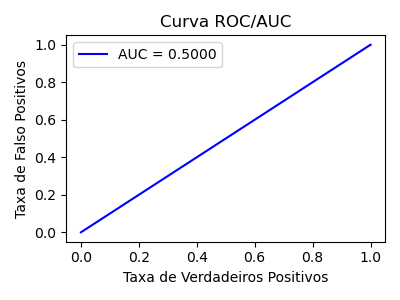 Curva ROC/AUC
AUC = 0.5000
Taxa de Falso Positivos
1.0
0.8
0.6
0.4
0.2
0.0
0.0 0.2 0.4 0.6 0.8 1.0
Taxa de Verdadeiros Positivos